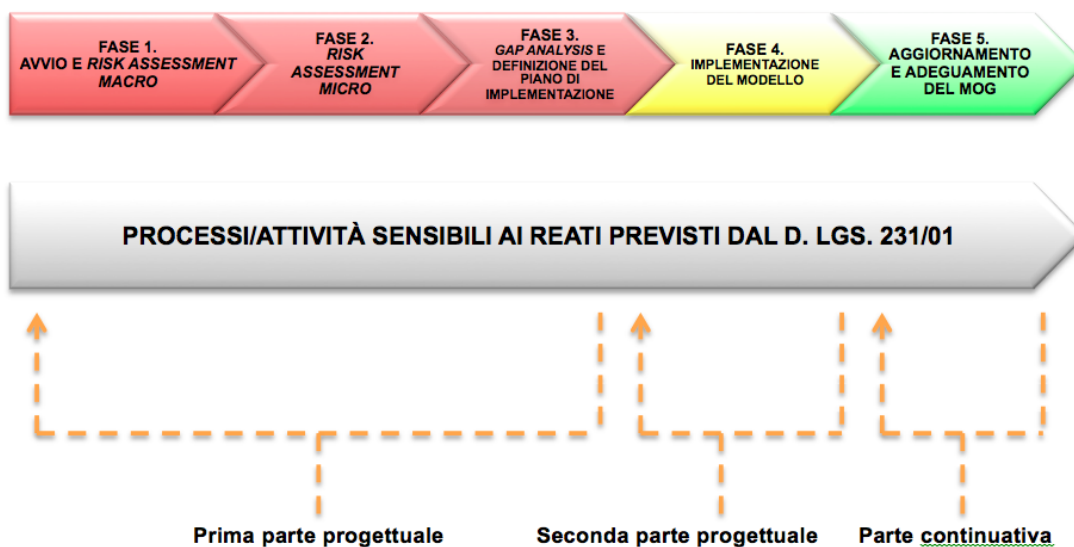 FASE 1.
AVVIO E RISK ASSESSMENT
MACRO
FASE 2.
RISK
ASSESSMENT
MICRO
FASE 3.
GAP ANALYSIS E
DEFINIZIONE DEL
PIANO DI
IMPLEMENTAZIONE
FASE 4.
IMPLEMENTAZIONE
DEL MODELLO
FASE 5.
AGGIORNAMENTO
E ADEGUAMENTO
DEL MOG
PROCESSI/ATTIVITÀ SENSIBILI AI REATI PREVISTI DAL D. LGS. 231/01
Prima parte progettuale
Seconda parte progettuale
Parte continuativa